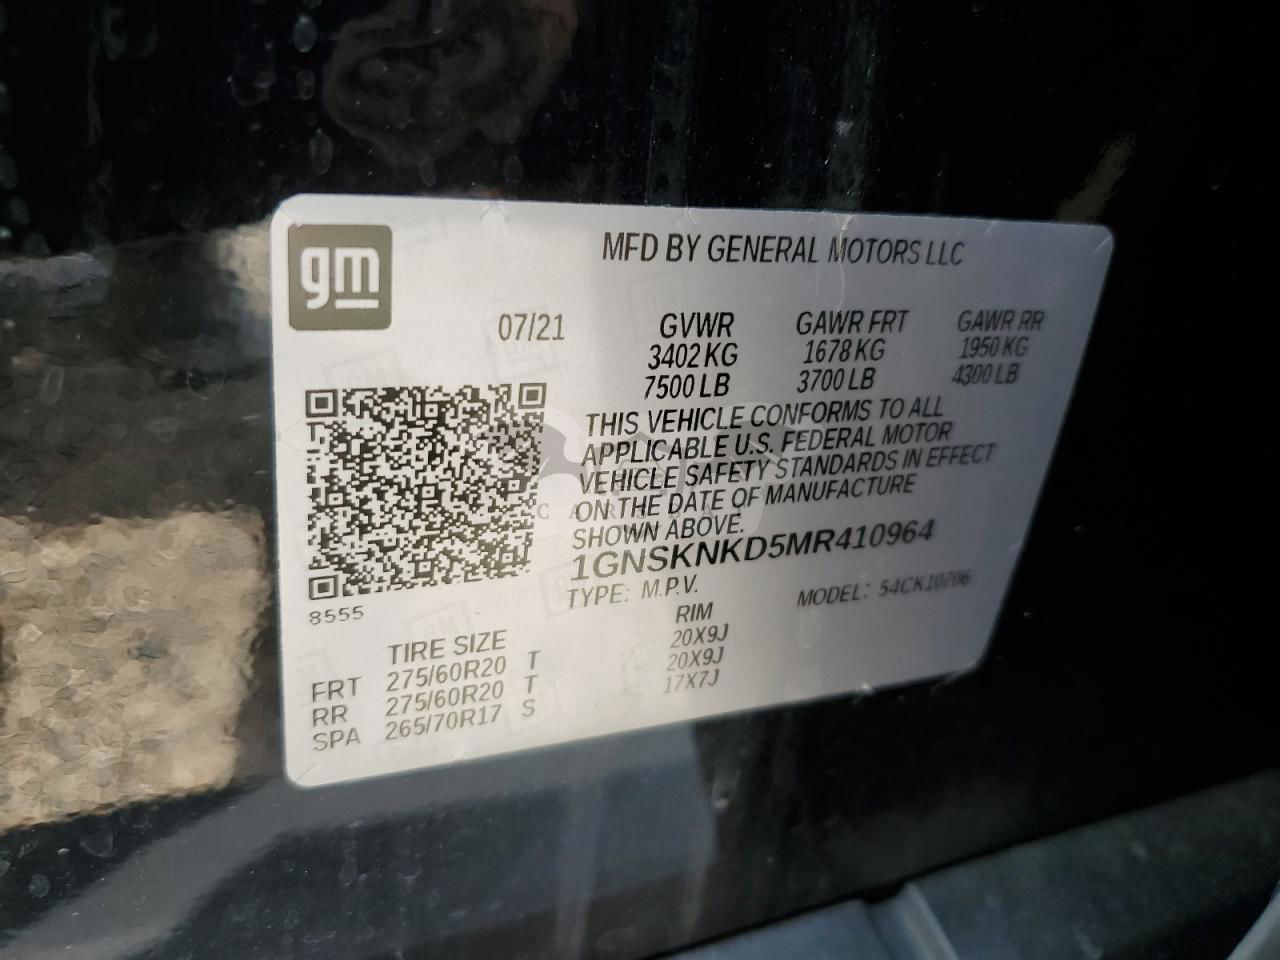 gm
MFD BY GENERAL MOTORS LLC
07/21 GVWR GAWR FRT GAWR RR
3402 KG 1678 KG 1950 KG
7500 LB 3700 LB 4300 LB
THIS VEHICLE CONFORMS TO ALL
APPLICABLE U.S. FEDERAL MOTOR
VEHICLE SAFETY STANDARDS IN EFFECT
ON THE DATE OF MANUFACTURE
SHOWN ABOVE.
1GNSKNKD5MR410964
TYPE: M.P.V. MODEL: 54CK10706
8555
TIRE SIZE RIM
FRT 275/60R20 T 20X9J
RR 275/60R20 T 20X9J
SPA 265/70R17 S 17X7J